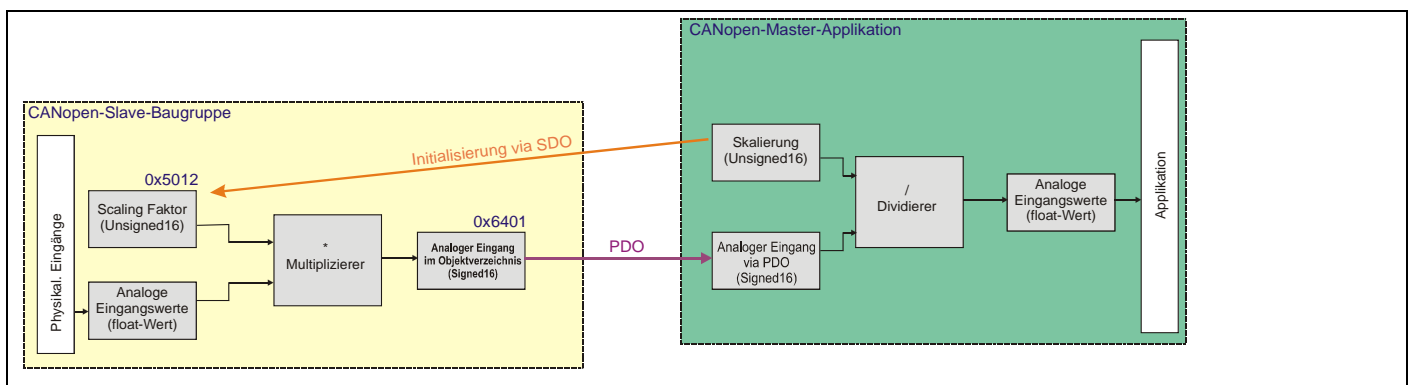 CANopen-Master-Applikation
CANopen-Slave-Baugruppe
Physikal. Eingänge
0x5012
Scaling Faktor
(Unsigned16)
Analoge
Eingangswerte
(float-Wert)
*
Multiplizierer
0x6401
Analoger Eingang
im Objektverzeichnis
(Signed16)
Initialisierung via SDO
PDO
Skalierung
(Unsigned16)
Analoger Eingang
via PDO
(Signed16)
/
Dividierer
Analoge
Eingangswerte
(float-Wert)
Applikation